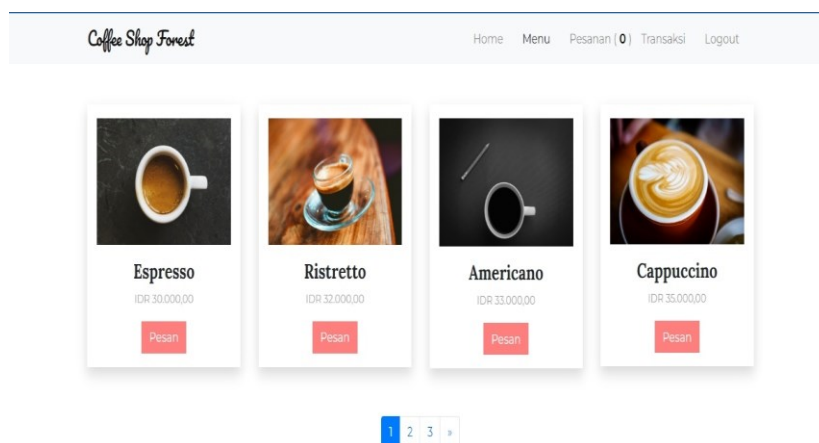 Coffee Shop Forest
Home Menu Pesanan ( 0 ) Transaksi Logout
Espresso Ristretto Americano Cappuccino
IDR 30.000,00 IDR 32.000,00 IDR 33.000,00 IDR 35.000,00
Pesan Pesan Pesan Pesan
1 2 3 »